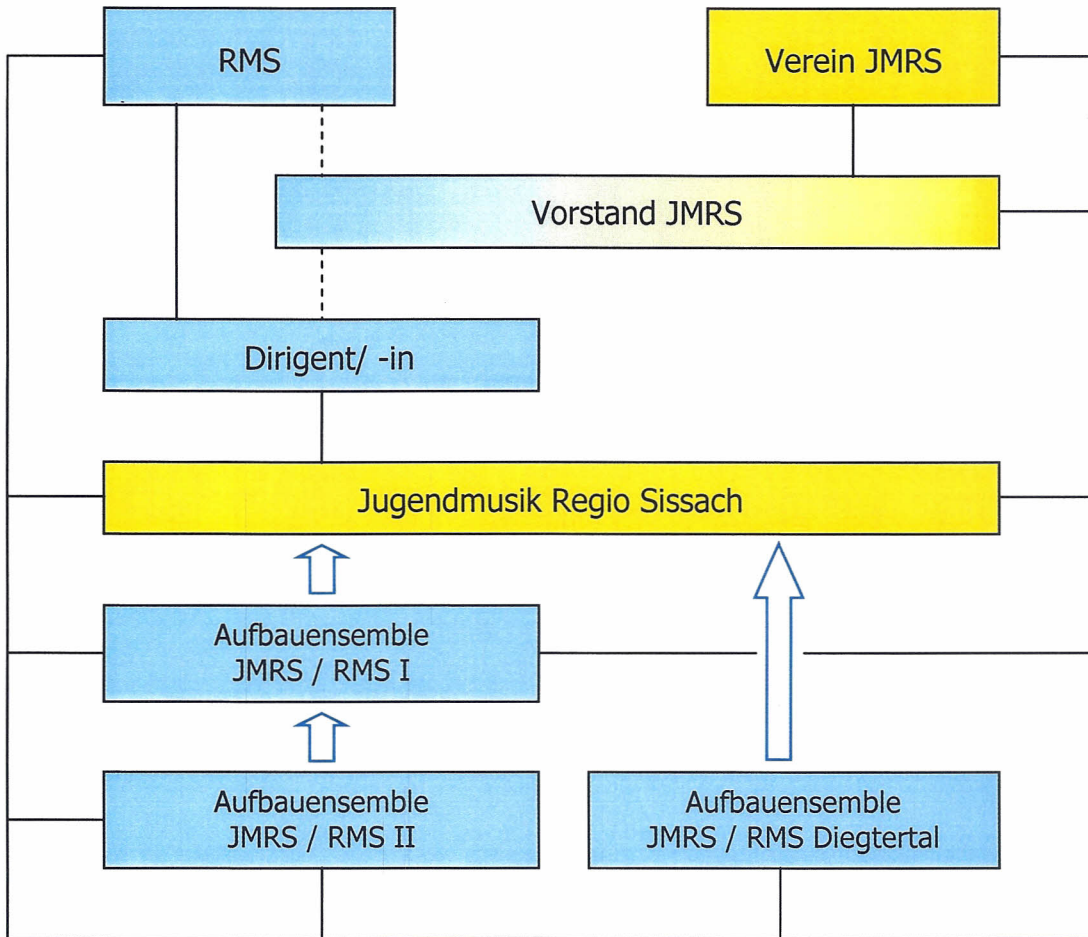 RMS
Verein JMRS
Vorstand JMRS
Dirigent/ -in
Jugendmusik Regio Sissach
Aufbauensemble
JMRS / RMS I
Aufbauensemble
JMRS / RMS II
Aufbauensemble
JMRS / RMS Diegtertal